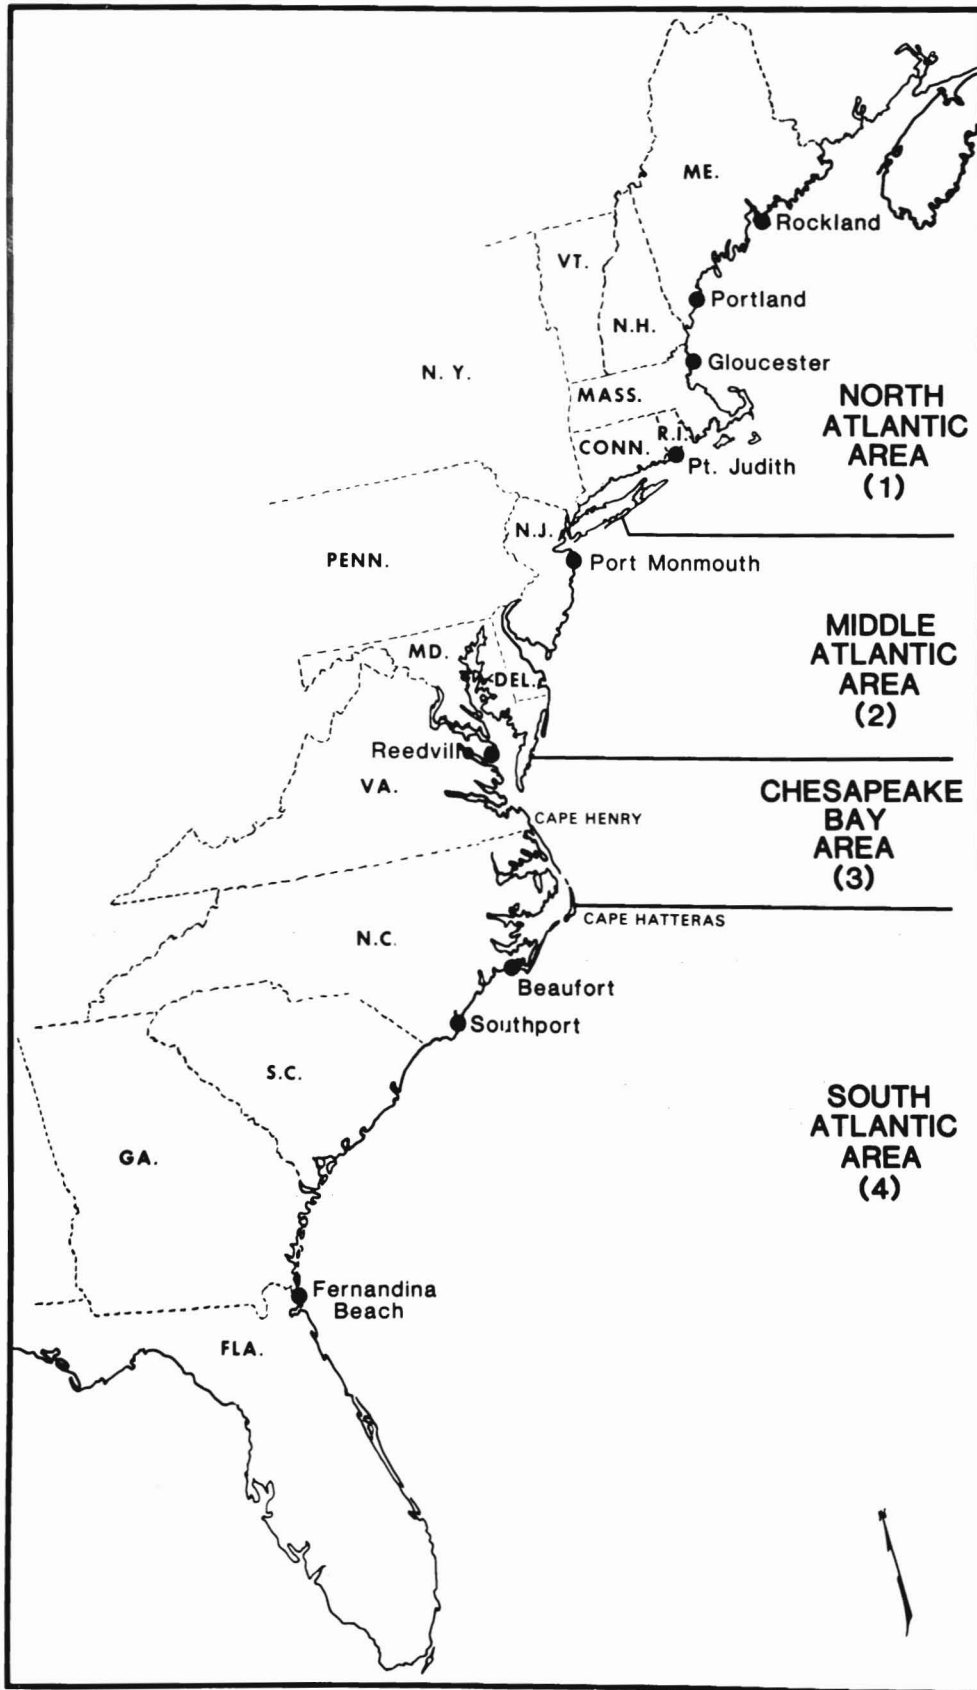 ME.
Rockland
VT.
Portland
N.H.
Gloucester
N. Y.
MASS.
NORTH
ATLANTIC
AREA
(1)
R.I.
CONN.
Pt. Judith
N.J.
PENN.
Port Monmouth
MIDDLE
ATLANTIC
AREA
(2)
MD.
DEL.
Reedvill
VA.
CHESAPEAKE
BAY
AREA
(3)
CAPE HENRY
CAPE HATTERAS
N.C.
Beaufort
Southport
S.C.
SOUTH
ATLANTIC
AREA
(4)
GA.
Fernandina
Beach
FLA.